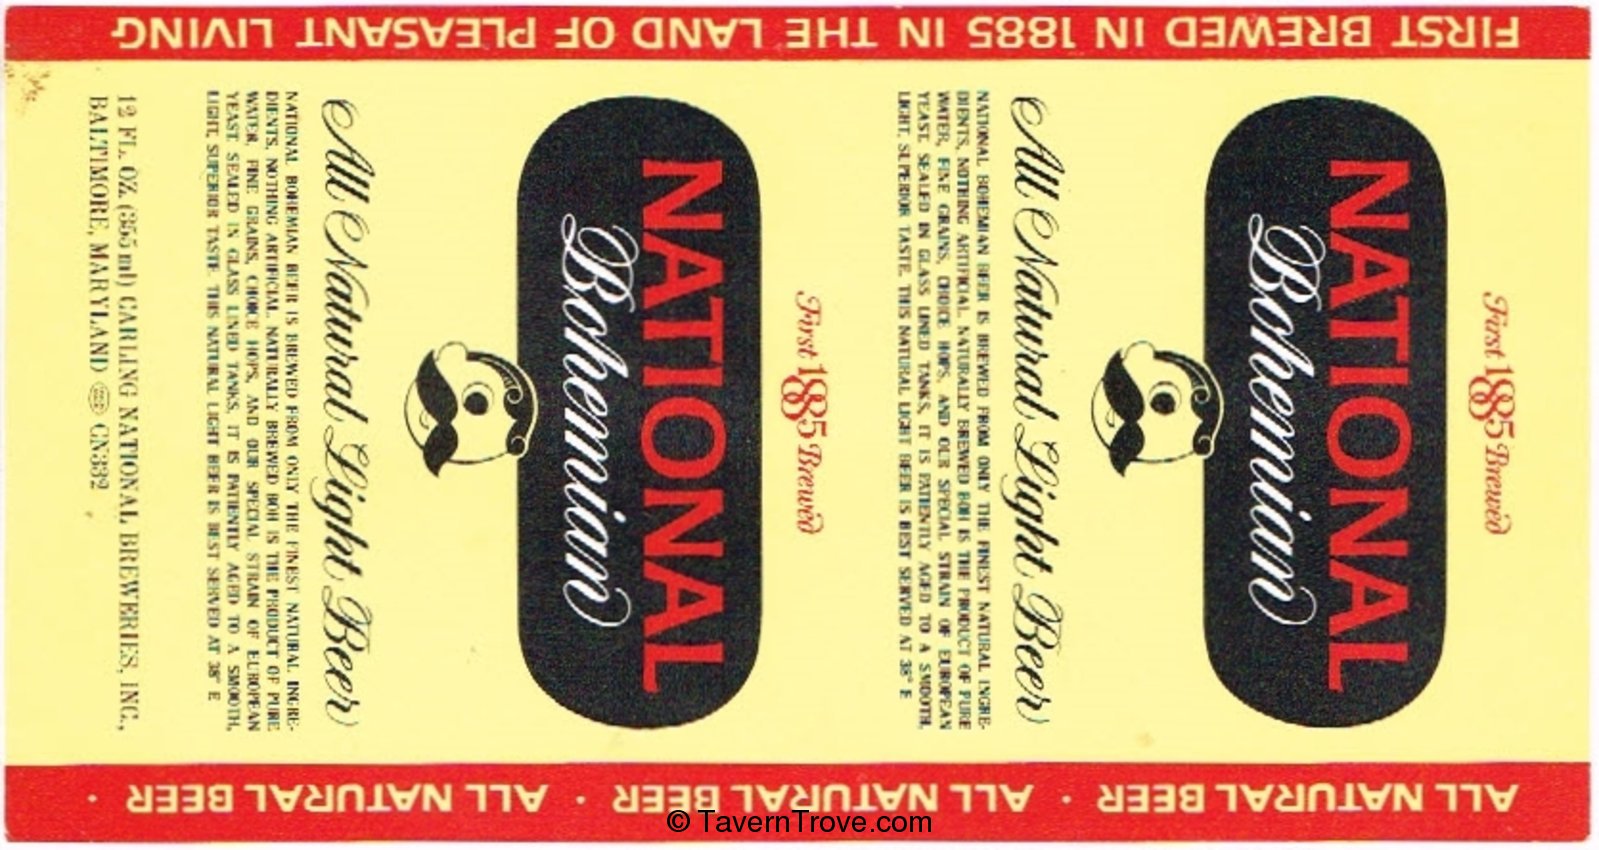 FIRST BREWED IN 1885 IN THE LAND OF PLEASANT LIVING
First 1885 Brewed
NATIONAL
Bohemian
All Natural Light Beer
NATIONAL BOHEMIAN BEER IS BREWED FROM ONLY THE FINEST NATURAL INGRE-
DIENTS, NOTHING ARTIFICIAL. NATURALLY BREWED BOH IS THE PRODUCT OF PURE
WATER, FINE GRAINS, CHOICE HOPS, AND OUR SPECIAL STRAIN OF EUROPEAN
YEAST. SEALED IN GLASS LINED TANKS, IT IS PATIENTLY AGED TO A SMOOTH,
LIGHT, SUPERIOR TASTE. THIS NATURAL LIGHT BEER IS BEST SERVED AT 38° F.
First 1885 Brewed
NATIONAL
Bohemian
All Natural Light Beer
NATIONAL BOHEMIAN BEER IS BREWED FROM ONLY THE FINEST NATURAL INGRE-
DIENTS, NOTHING ARTIFICIAL. NATURALLY BREWED BOH IS THE PRODUCT OF PURE
WATER, FINE GRAINS, CHOICE HOPS, AND OUR SPECIAL STRAIN OF EUROPEAN
YEAST. SEALED IN GLASS LINED TANKS, IT IS PATIENTLY AGED TO A SMOOTH,
LIGHT, SUPERIOR TASTE. THIS NATURAL LIGHT BEER IS BEST SERVED AT 38° F.
12 FL. OZ. (355 ml) CARLING NATIONAL BREWERIES, INC.,
BALTIMORE, MARYLAND CN332
ALL NATURAL BEER · ALL NATURAL BEER · ALL NATURAL BEER ·
© TavernTrove.com